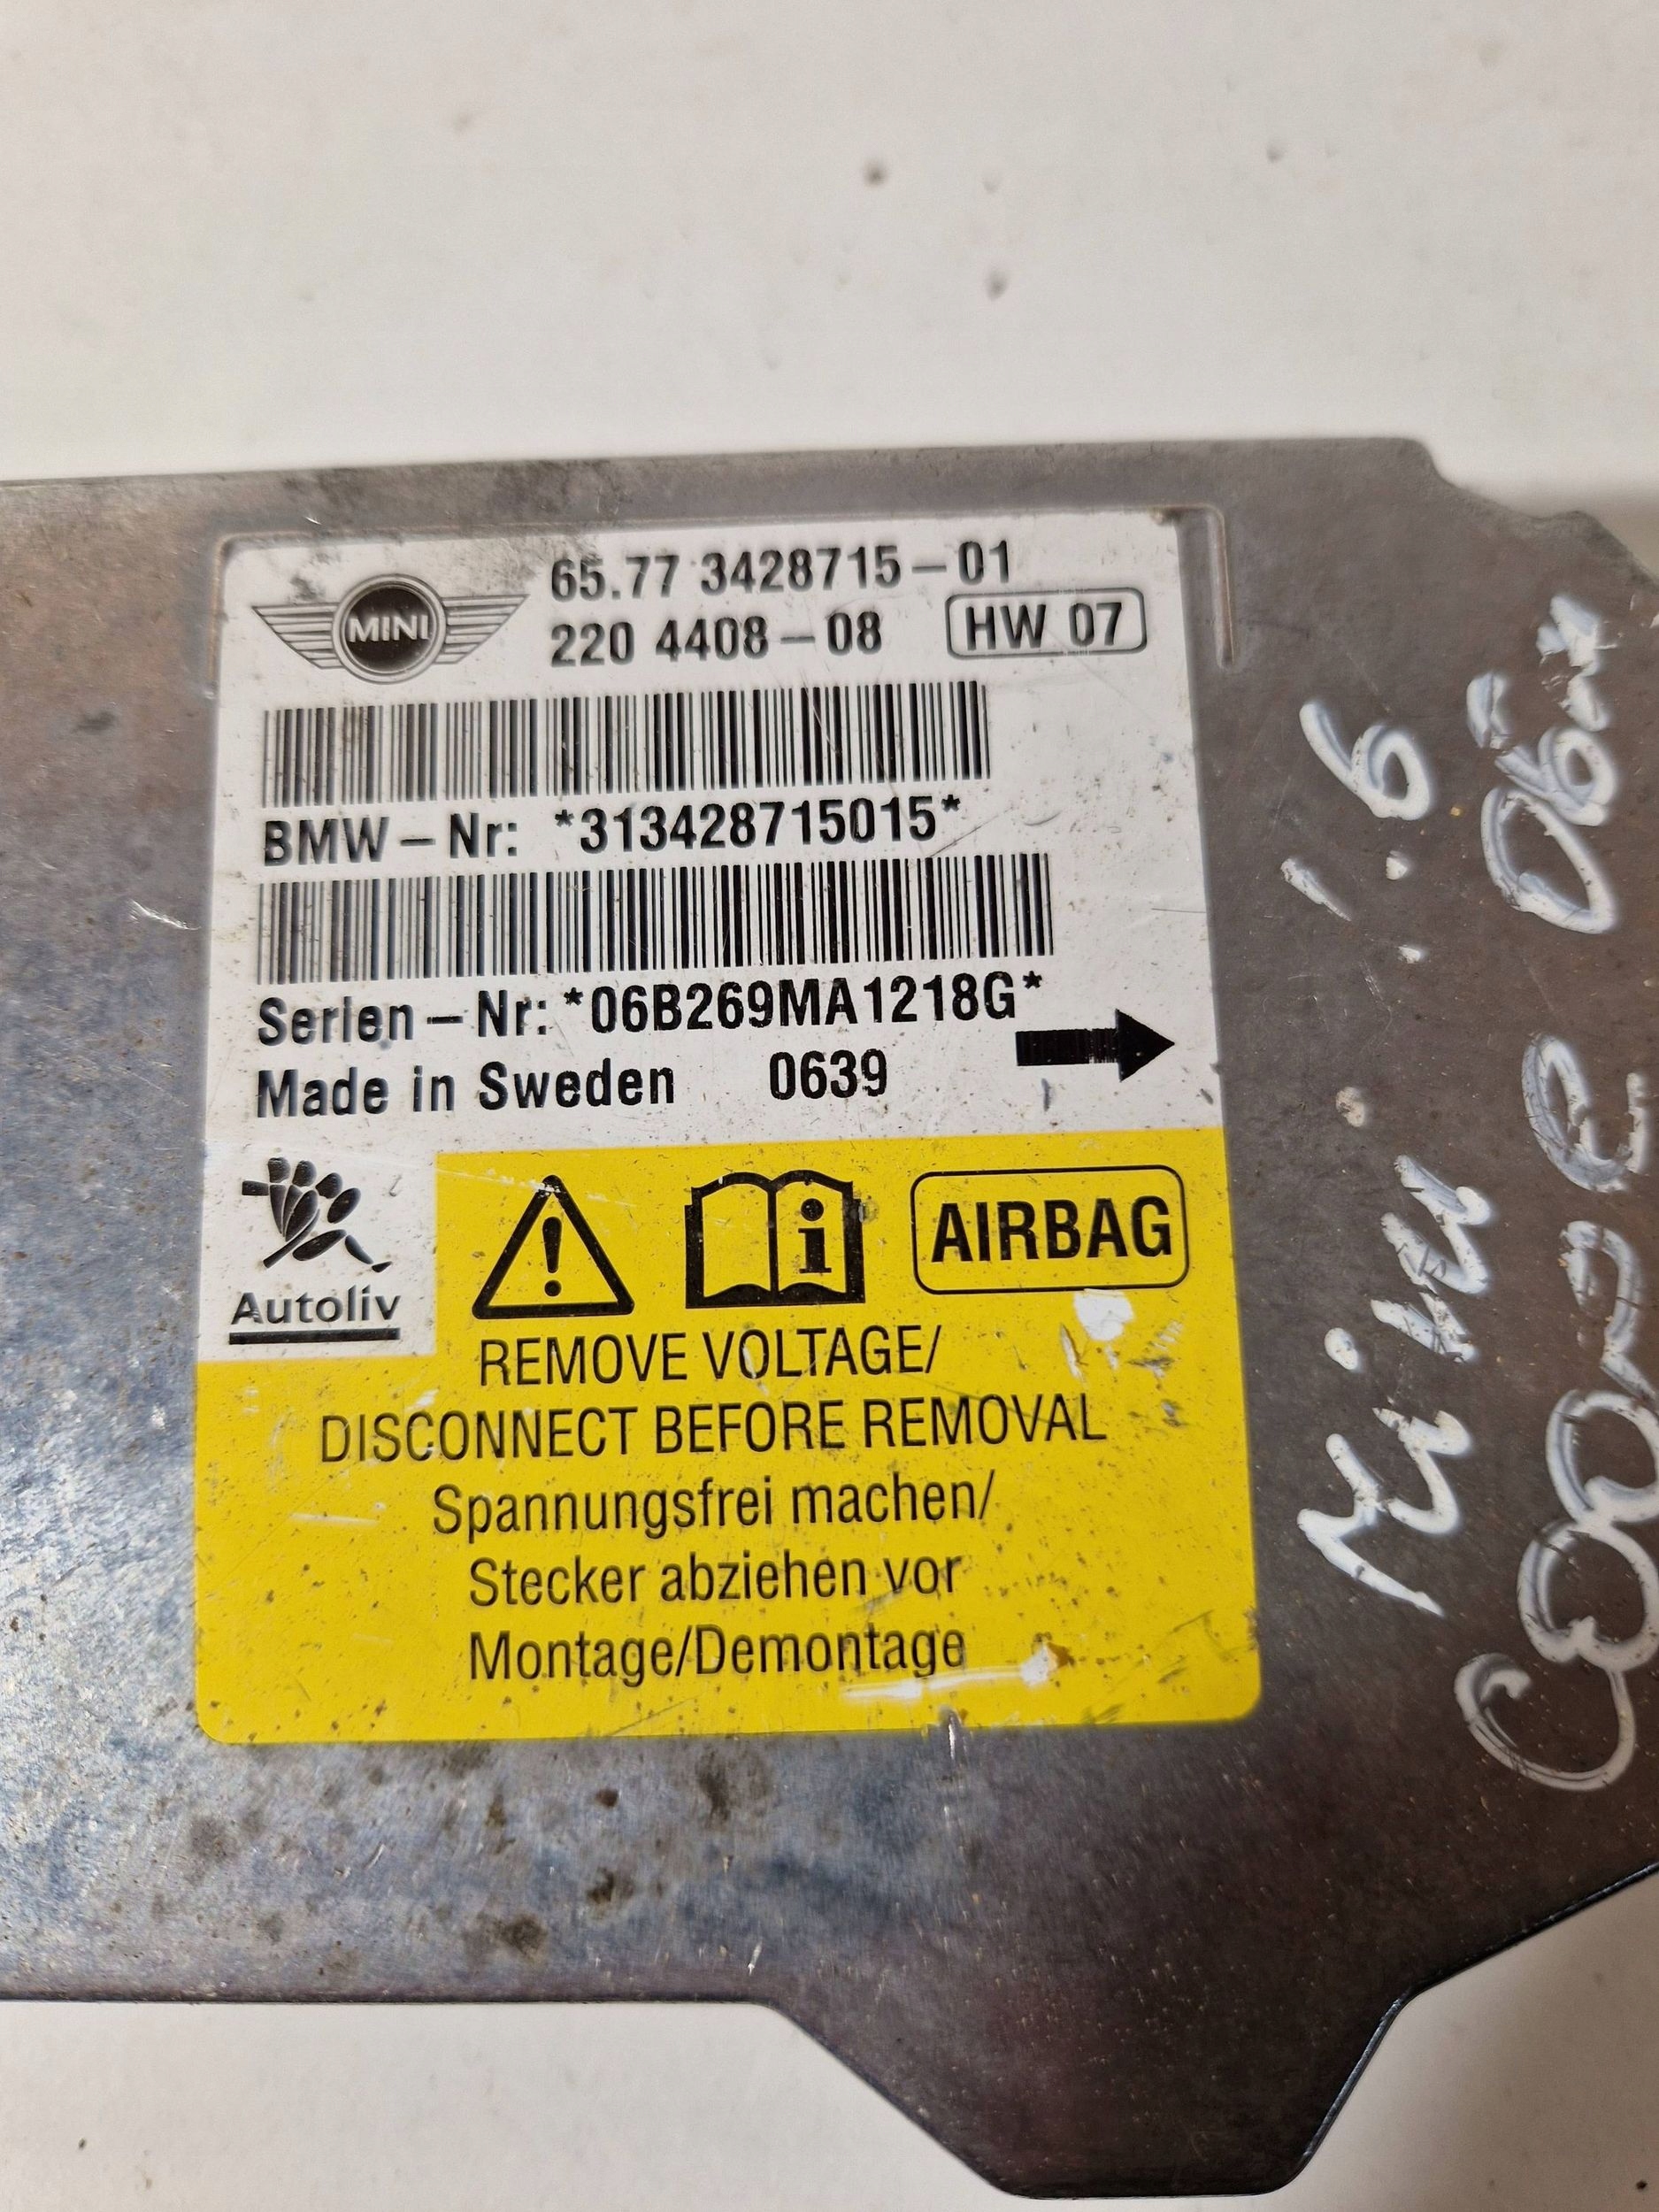 65.77 3428715-01
MINI
220 4408-08 HW 07
BMW-Nr: *313428715015*
Serien-Nr: *06B269MA1218G*
Made in Sweden 0639
AIRBAG
Autoliv
REMOVE VOLTAGE/
DISCONNECT BEFORE REMOVAL
Spannungsfrei machen/
Stecker abziehen vor
Montage/Demontage
Mini 1.6